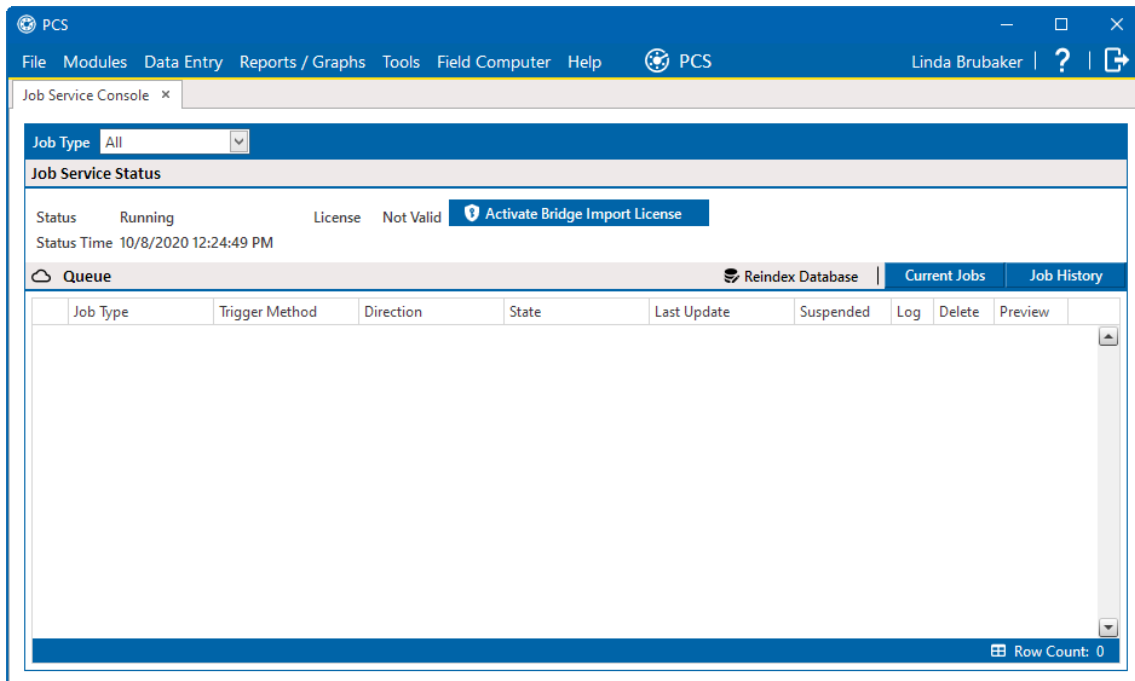 PCS
File Modules Data Entry Reports / Graphs Tools Field Computer Help PCS Linda Brubaker | ? |
Job Service Console ×
Job Type All
Job Service Status
Status Running License Not Valid Activate Bridge Import License
Status Time 10/8/2020 12:24:49 PM
Queue Reindex Database | Current Jobs Job History
Job Type Trigger Method Direction State Last Update Suspended Log Delete Preview
Row Count: 0